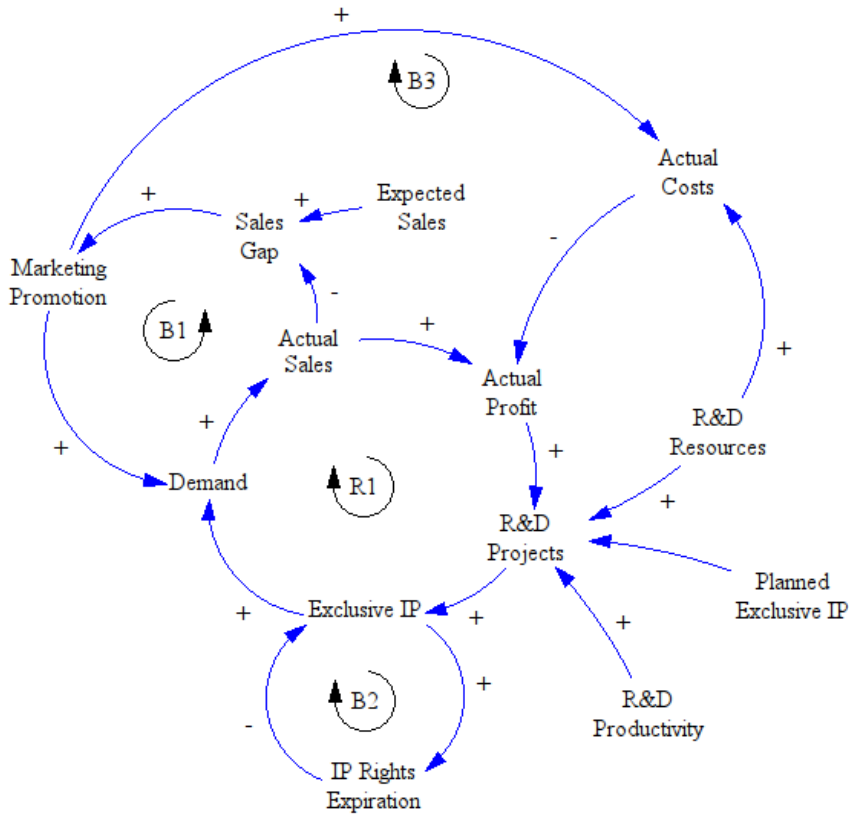 +
B3
Actual
Costs
+
+
Expected
Sales
Sales
Gap
-
Marketing
Promotion
-
B1
Actual
Sales
+
+
Actual
Profit
R&D
Resources
+
+
+
Demand
R1
+
R&D
Projects
Planned
Exclusive IP
+
Exclusive IP
+
+
+
B2
R&D
Productivity
-
IP Rights
Expiration